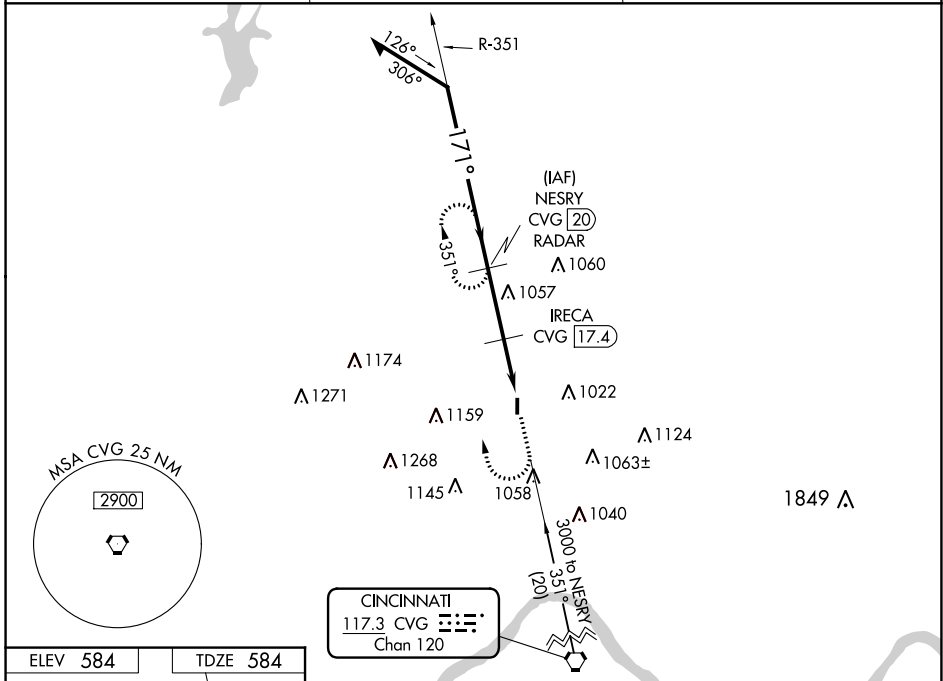 R-351
126°
306°
171°
(IAF)
NESRY
CVG 20
RADAR
351°
1060
1057
IRECA
CVG 17.4
1174
1271
1022
1159
1124
1268
1063±
1145
1058
1849
1040
MSA CVG 25 NM
2900
3000 to NESRY
351°
(20)
CINCINNATI
117.3 CVG
Chan 120
ELEV 584
TDZE 584